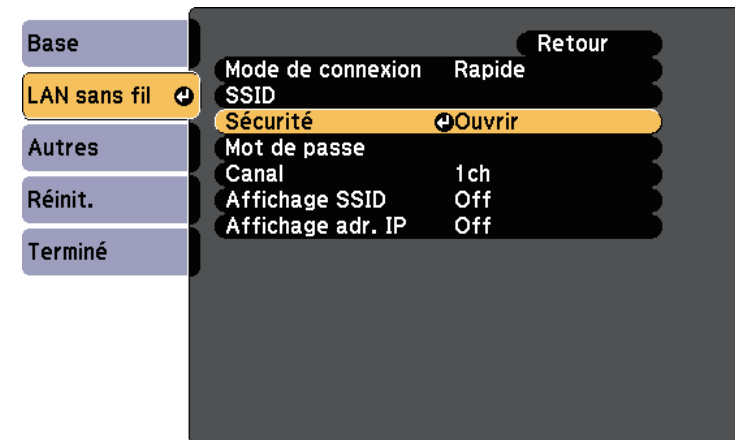 Base
LAN sans fil
Autres
Réinit.
Terminé
Retour
Mode de connexion Rapide
SSID
Sécurité Ouvrir
Mot de passe
Canal 1ch
Affichage SSID Off
Affichage adr. IP Off